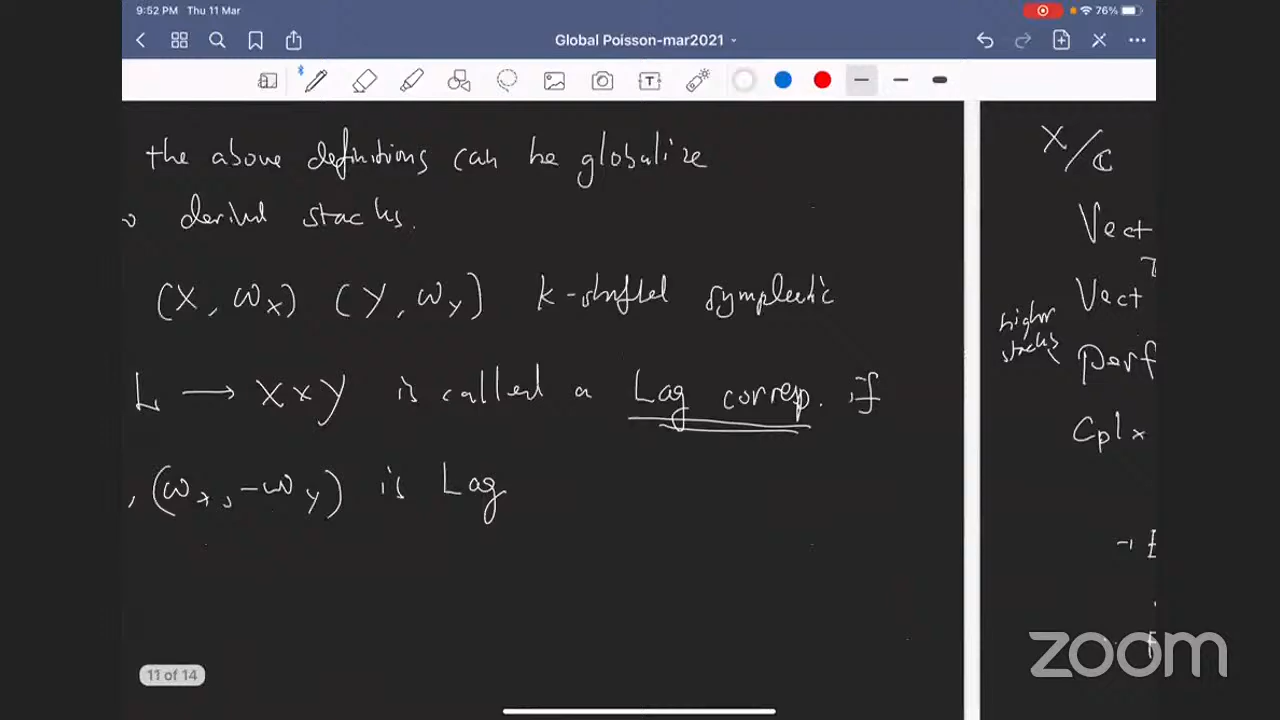 9:52 PM Thu 11 Mar
76%
Global Poisson-mar2021
the above definitions can be globalize
derived stacks.
(X, ω_X) (Y, ω_Y) k-shifted symplectic
L → X × Y is called a Lag corresp. if
, (ω_X, -ω_Y) is Lag
11 of 14
X/ℂ
Vect
Vect
higher
stacks
Perf
Cplx
zoom